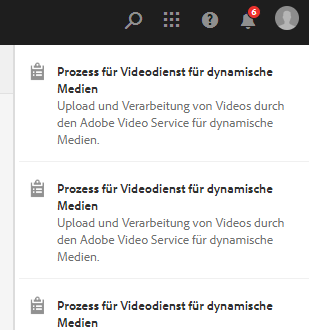 6
Prozess für Videodienst für dynamische
Medien
Upload und Verarbeitung von Videos durch
den Adobe Video Service für dynamische
Medien.
Prozess für Videodienst für dynamische
Medien
Upload und Verarbeitung von Videos durch
den Adobe Video Service für dynamische
Medien.
Prozess für Videodienst für dynamische
Medien